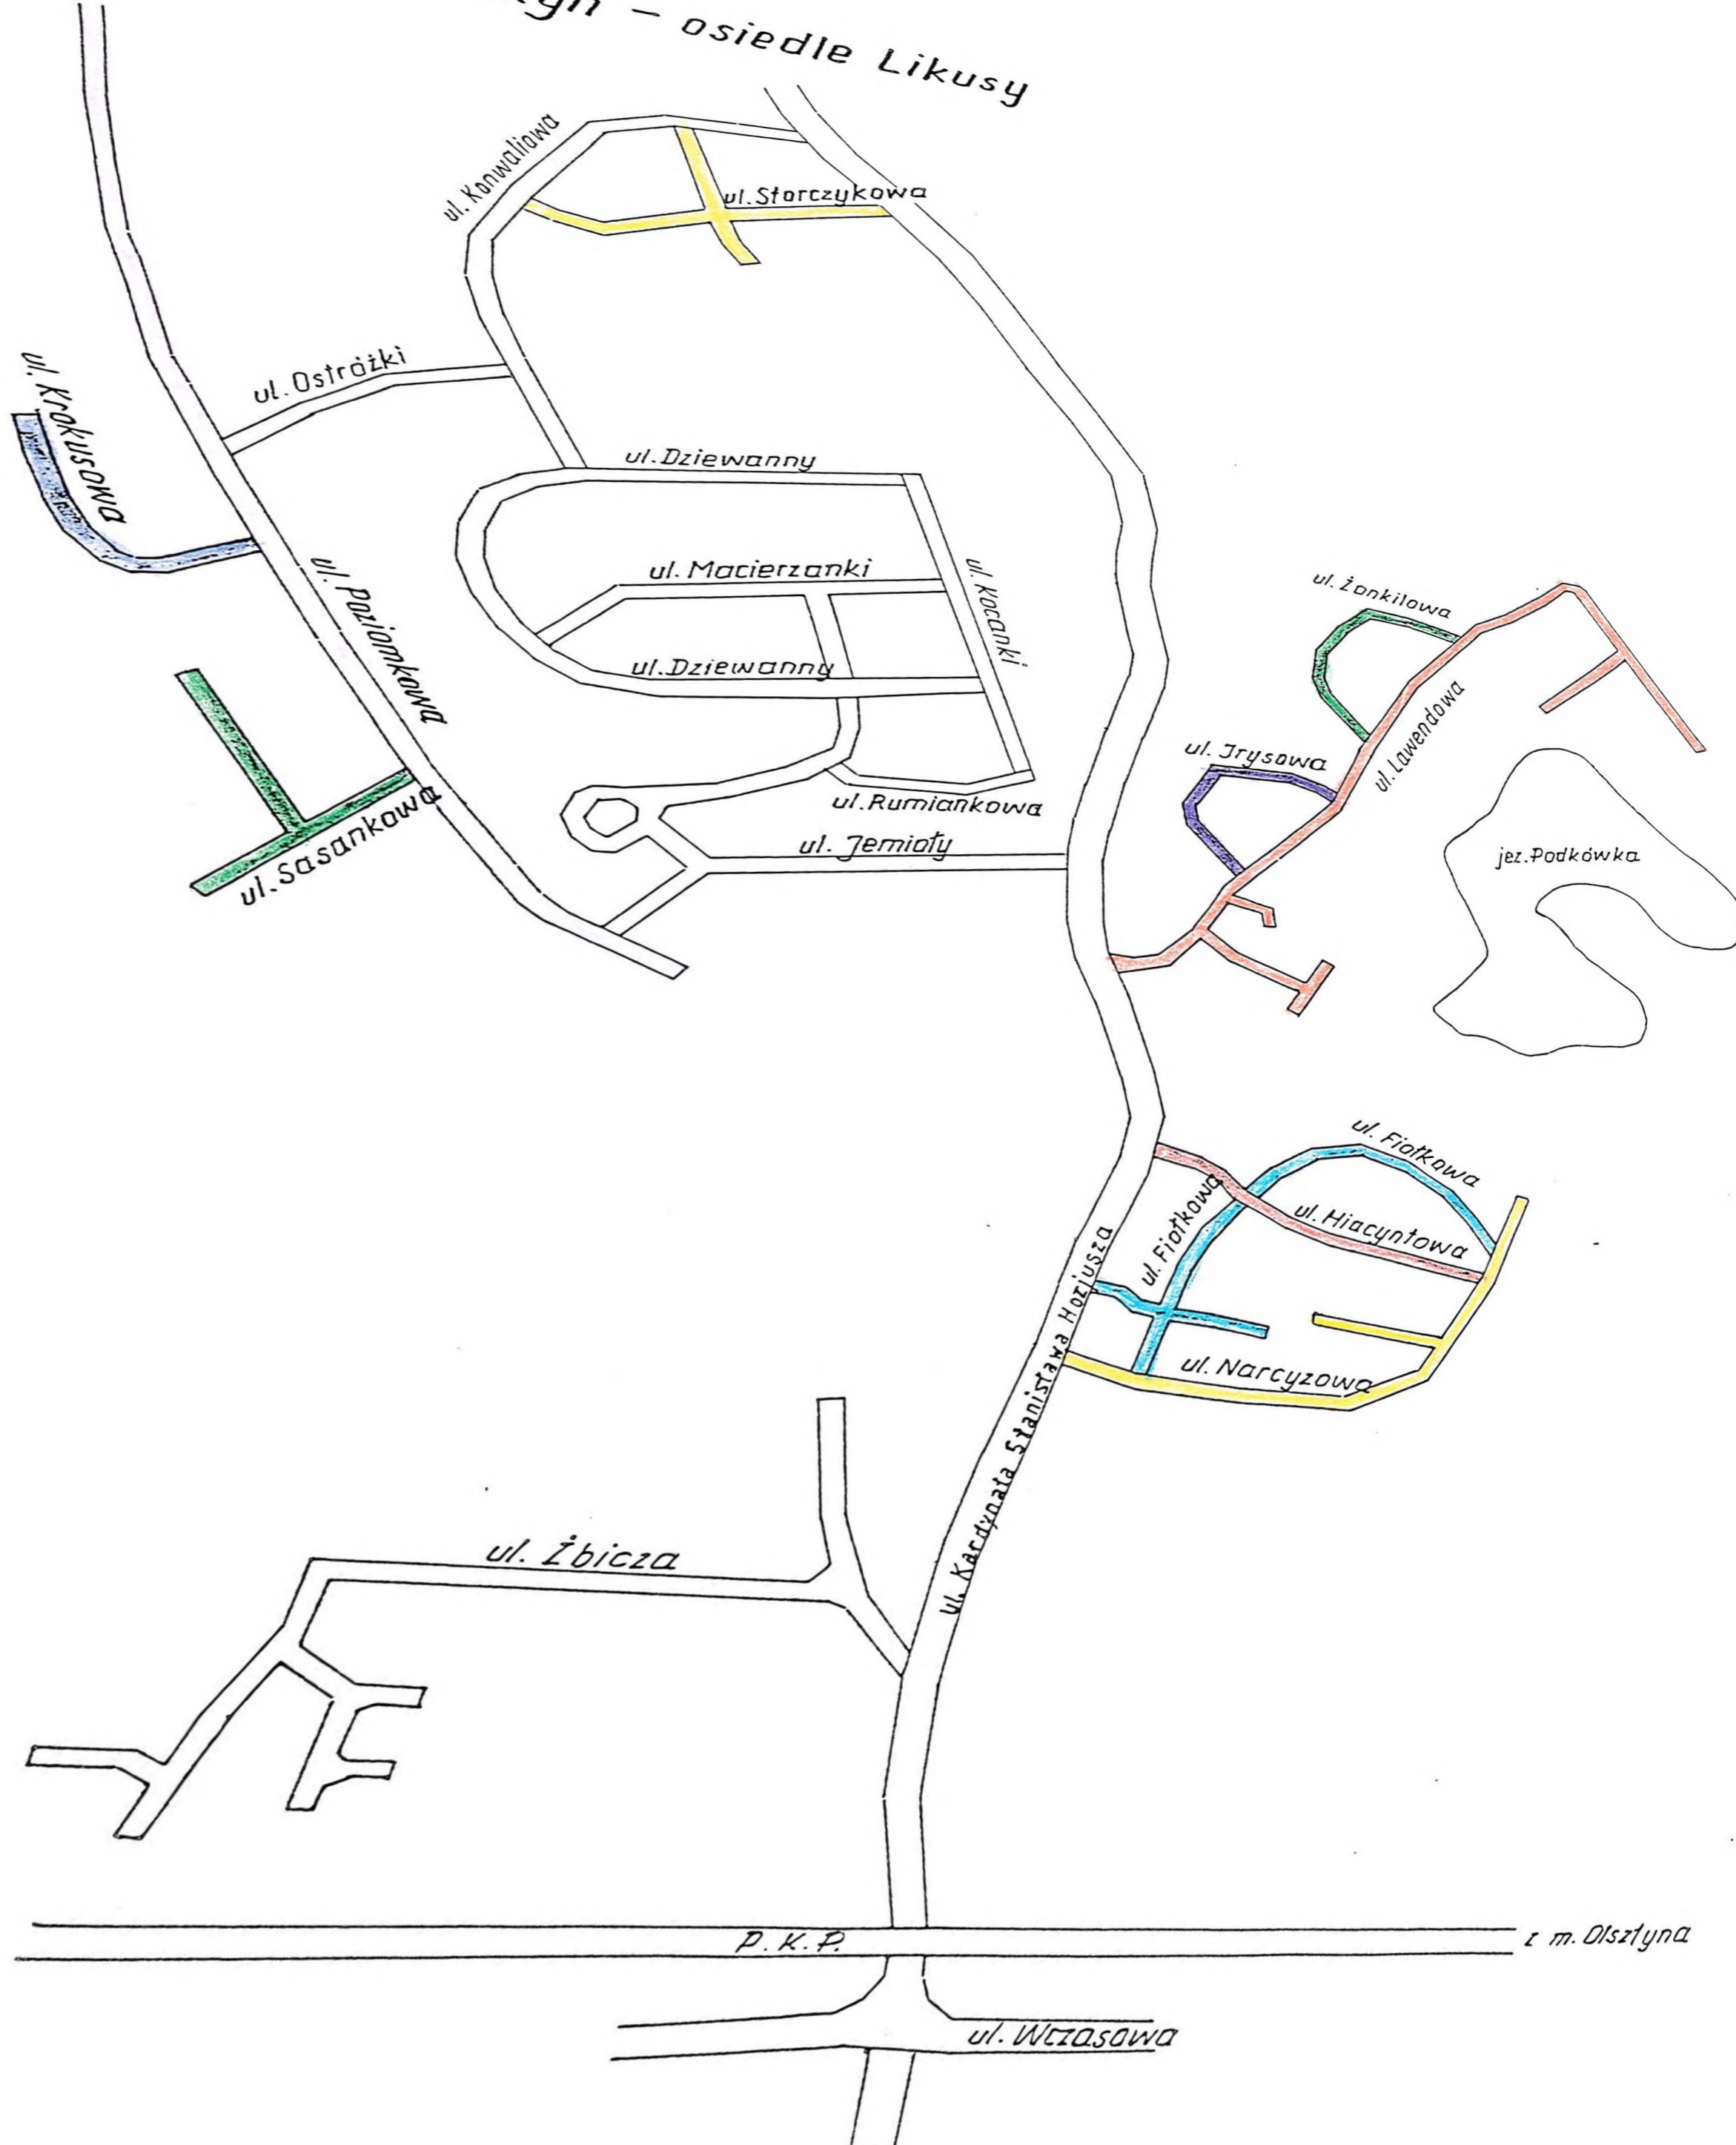 – osiedle Likusy
ul. Konwaliowa
ul. Storczykowa
ul. Ostróżki
ul. Krokusowa
ul. Dziewanny
ul. Poziomkowa
ul. Macierzanki
ul. Kocanki
ul. Żonkilowa
ul. Dziewanny
ul. Lawendowa
ul. Irysowa
ul. Sasankowa
ul. Rumiankowa
ul. Jemioły
jez. Podkówka
ul. Fiołkowa
ul. Fiołkowa
ul. Hiacyntowa
ul. Narcyzowa
ul. Kardynała Stanisława Hozjusza
ul. Żbicza
P.K.P.
z m. Olsztyna
ul. Wczasowa